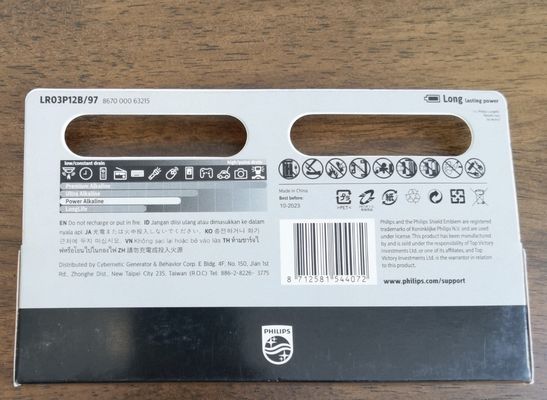 LR03P12B/97 8670 000 63215
Long lasting power
low/constant drain
high/pulse drain
Premium Alkaline
Ultra Alkaline
Power Alkaline
LongLife
EN Do not recharge or put in fire. ID Jangan diisi ulang atau dimasukkan ke dalam
nyala api. JA 充電または火中投入しないでください。KO 충전하거나 화기
근처에 두지 마십시오. VN Không sạc lại hoặc bỏ vào lửa TH ห้ามชาร์จไ
ฟหรือโยนไปในกองไฟ ZH 請勿充電或投入火源
Distributed by Cybernetic Generator & Behavior Corp. E Bldg. 4F. No. 150, Jian 1st
Rd., Zhonghe Dist., New Taipei City 235, Taiwan (R.O.C) Tel. 886-2-8226-3775
Made in China
Best before:
10-2023
8 712581 544072
Philips and the Philips Shield Emblem are registered
trademarks of Koninklijke Philips N.V. and are used
under license. This product has been manufactured
by and is sold under the responsibility of Top Victory
Investments Ltd. or one of its affiliates, and Top
Victory Investments Ltd. is the warrantor in relation
to this product.
www.philips.com/support
PHILIPS